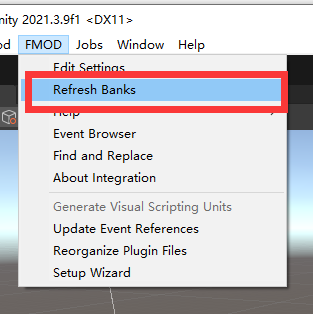 nity 2021.3.9f1 <DX11>
od FMOD Jobs Window Help
Edit Settings
Refresh Banks
Help
Event Browser
Find and Replace
About Integration
Generate Visual Scripting Units
Update Event References
Reorganize Plugin Files
Setup Wizard